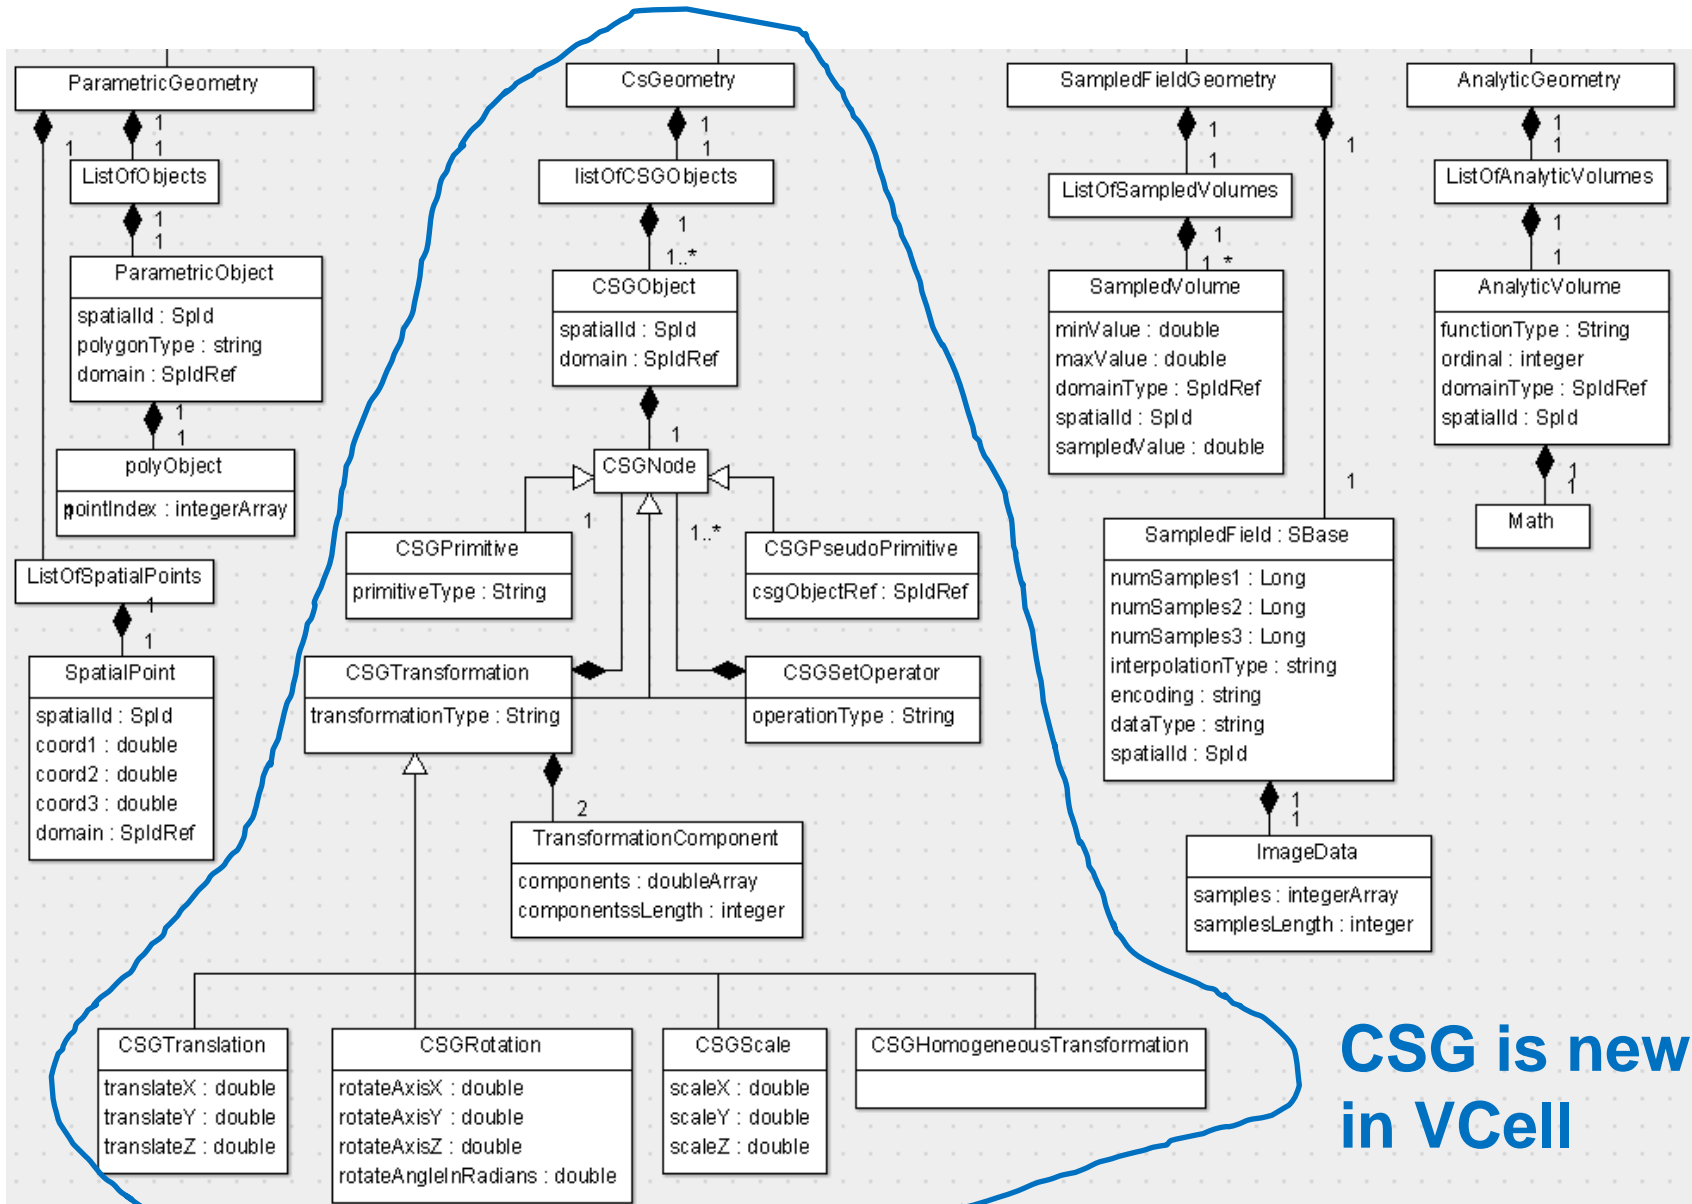 ParametricGeometry
1
1
1
ListOfObjects
1
1
ParametricObject
spatialId : SpId
polygonType : string
domain : SpIdRef
1
1
polyObject
pointIndex : integerArray
ListOfSpatialPoints
1
1
SpatialPoint
spatialId : SpId
coord1 : double
coord2 : double
coord3 : double
domain : SpIdRef
CsGeometry
1
1
listOfCSGObjects
1
1..*
CSGObject
spatialId : SpId
domain : SpIdRef
1
CSGNode
1
1..*
CSGPrimitive
primitiveType : String
CSGPseudoPrimitive
csgObjectRef : SpIdRef
CSGTransformation
transformationType : String
CSGSetOperator
operationType : String
2
TransformationComponent
components : doubleArray
componentssLength : integer
CSGTranslation
translateX : double
translateY : double
translateZ : double
CSGRotation
rotateAxisX : double
rotateAxisY : double
rotateAxisZ : double
rotateAngleInRadians : double
CSGScale
scaleX : double
scaleY : double
scaleZ : double
CSGHomogeneousTransformation
SampledFieldGeometry
1
1
1
ListOfSampledVolumes
1
1..*
SampledVolume
minValue : double
maxValue : double
domainType : SpIdRef
spatialId : SpId
sampledValue : double
1
SampledField : SBase
numSamples1 : Long
numSamples2 : Long
numSamples3 : Long
interpolationType : string
encoding : string
dataType : string
spatialId : SpId
1
1
ImageData
samples : integerArray
samplesLength : integer
AnalyticGeometry
1
1
ListOfAnalyticVolumes
1
1
AnalyticVolume
functionType : String
ordinal : integer
domainType : SpIdRef
spatialId : SpId
1
1
Math
CSG is new
in VCell